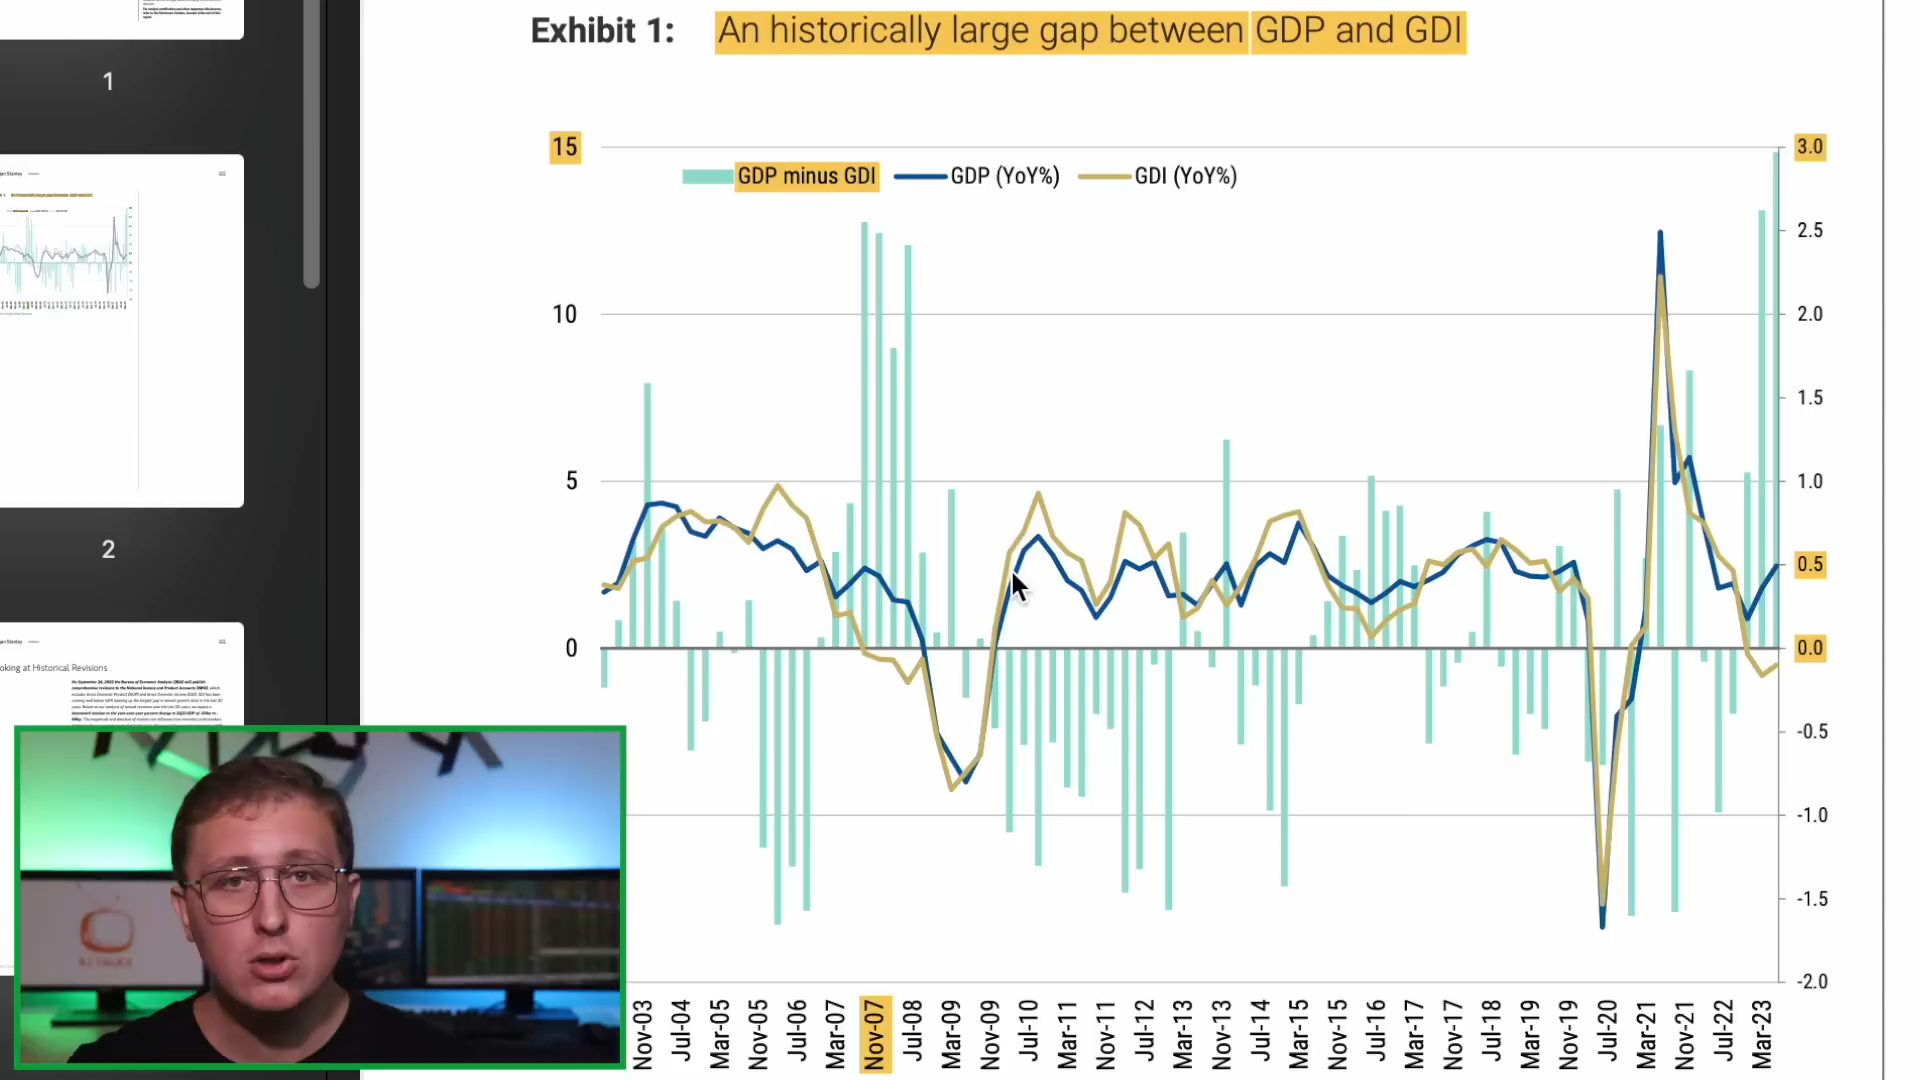 Exhibit 1: An historically large gap between GDP and GDI
1
2
oking at Historical Revisions
GDP minus GDI GDP (YoY%) GDI (YoY%)
15
10
5
0
3.0
2.5
2.0
1.5
1.0
0.5
0.0
-0.5
-1.0
-1.5
-2.0
Nov-03
Jul-04
Mar-05
Nov-05
Jul-06
Mar-07
Nov-07
Jul-08
Mar-09
Nov-09
Jul-10
Mar-11
Nov-11
Jul-12
Mar-13
Nov-13
Jul-14
Mar-15
Nov-15
Jul-16
Mar-17
Nov-17
Jul-18
Mar-19
Nov-19
Jul-20
Mar-21
Nov-21
Jul-22
Mar-23